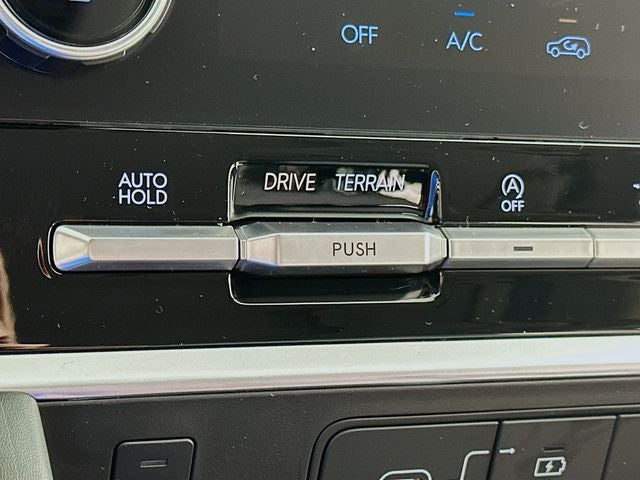 OFF A/C
AUTO HOLD
DRIVE TERRAIN
A
OFF
PUSH